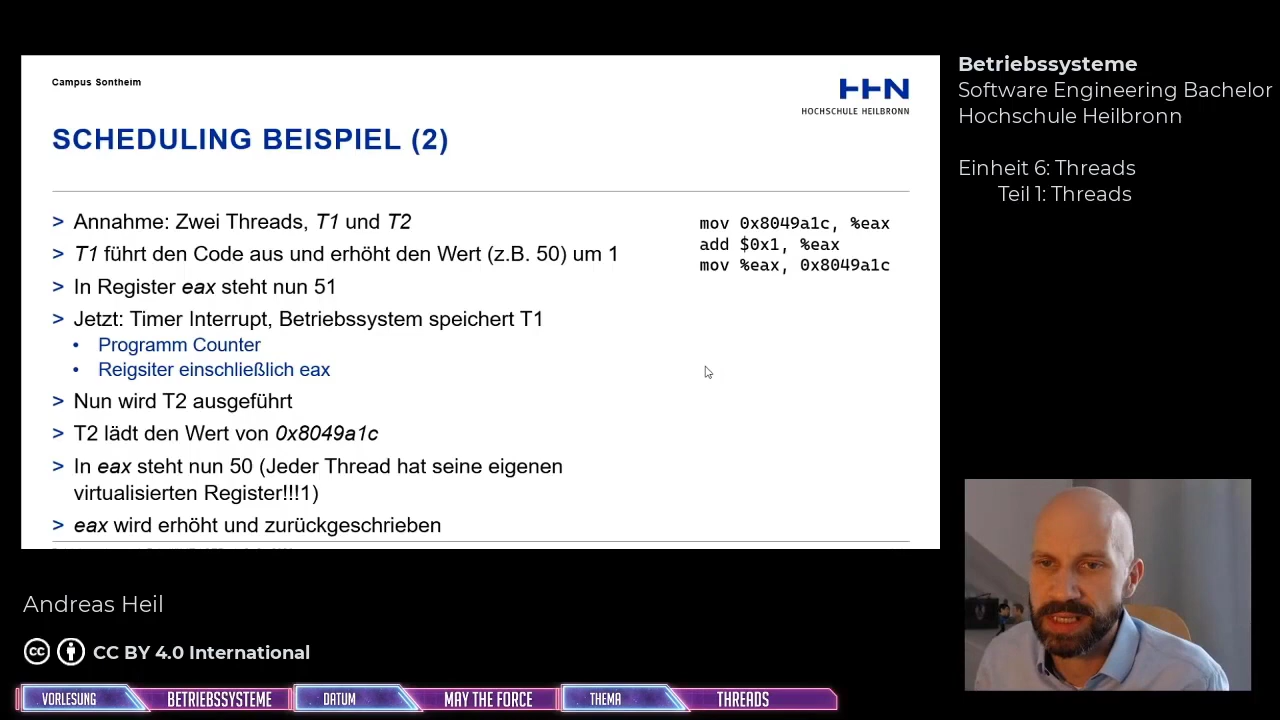 Campus Sontheim
HHN
HOCHSCHULE HEILBRONN
SCHEDULING BEISPIEL (2)
> Annahme: Zwei Threads, T1 und T2
> T1 führt den Code aus und erhöht den Wert (z.B. 50) um 1
> In Register eax steht nun 51
> Jetzt: Timer Interrupt, Betriebssystem speichert T1
• Programm Counter
• Reigsiter einschließlich eax
> Nun wird T2 ausgeführt
> T2 lädt den Wert von 0x8049a1c
> In eax steht nun 50 (Jeder Thread hat seine eigenen
virtualisierten Register!!!1)
> eax wird erhöht und zurückgeschrieben
mov 0x8049a1c, %eax
add $0x1, %eax
mov %eax, 0x8049a1c
Betriebssysteme
Software Engineering Bachelor
Hochschule Heilbronn
Einheit 6: Threads
Teil 1: Threads
Andreas Heil
cc CC BY 4.0 International
VORLESUNG BETRIEBSSYSTEME DATUM MAY THE FORCE THEMA THREADS